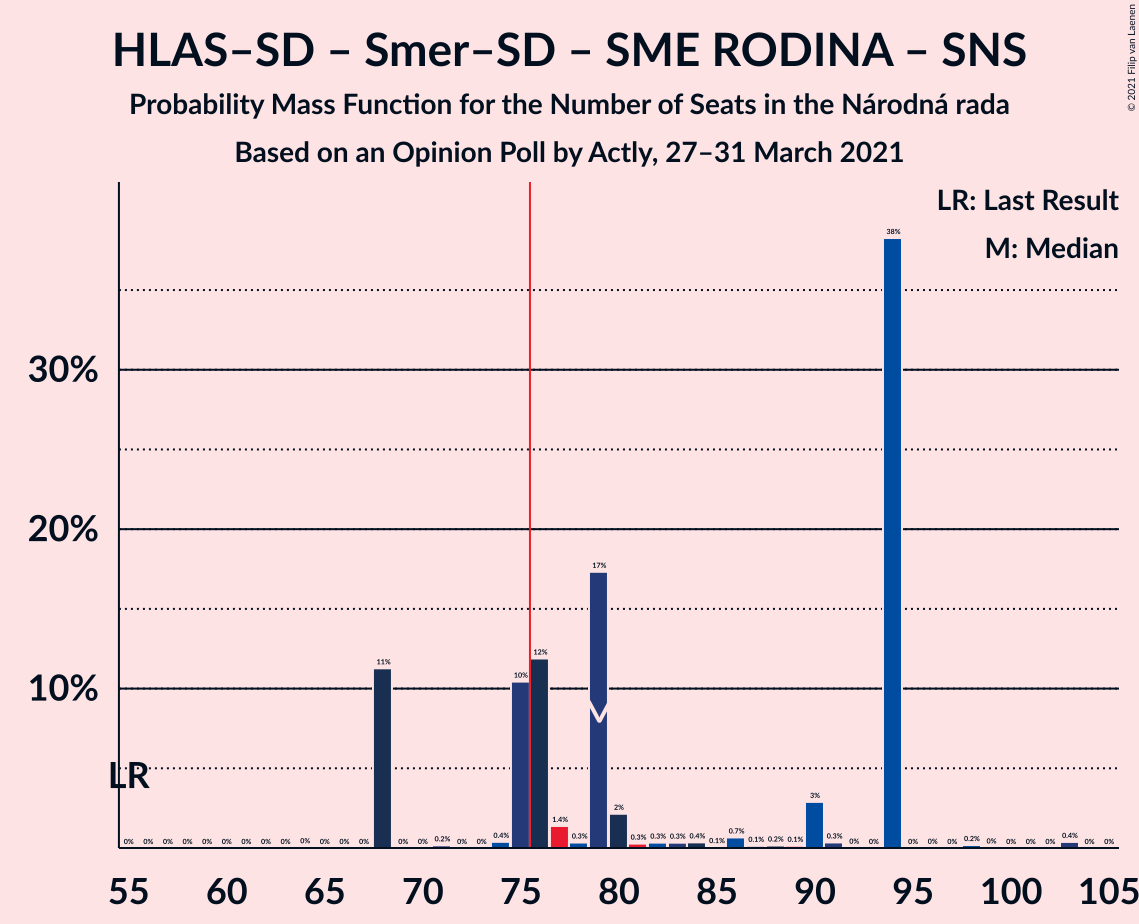 HLAS–SD – Smer–SD – SME RODINA – SNS
Probability Mass Function for the Number of Seats in the Národná rada
Based on an Opinion Poll by Actly, 27–31 March 2021
© 2021 Filip van Laenen
LR: Last Result
M: Median
30%
20%
10%
LR
0% 0% 0% 0% 0% 0% 0% 0% 0% 0% 0% 0% 0% 11% 0% 0% 0.2% 0% 0% 0.4% 10% 12% 1.4% 0.3% 17% 2% 0.3% 0.3% 0.3% 0.4% 0.1% 0.7% 0.1% 0.2% 0.1% 3% 0.3% 0% 0% 38% 0% 0% 0% 0.2% 0% 0% 0% 0% 0.4% 0% 0%
55 60 65 70 75 80 85 90 95 100 105